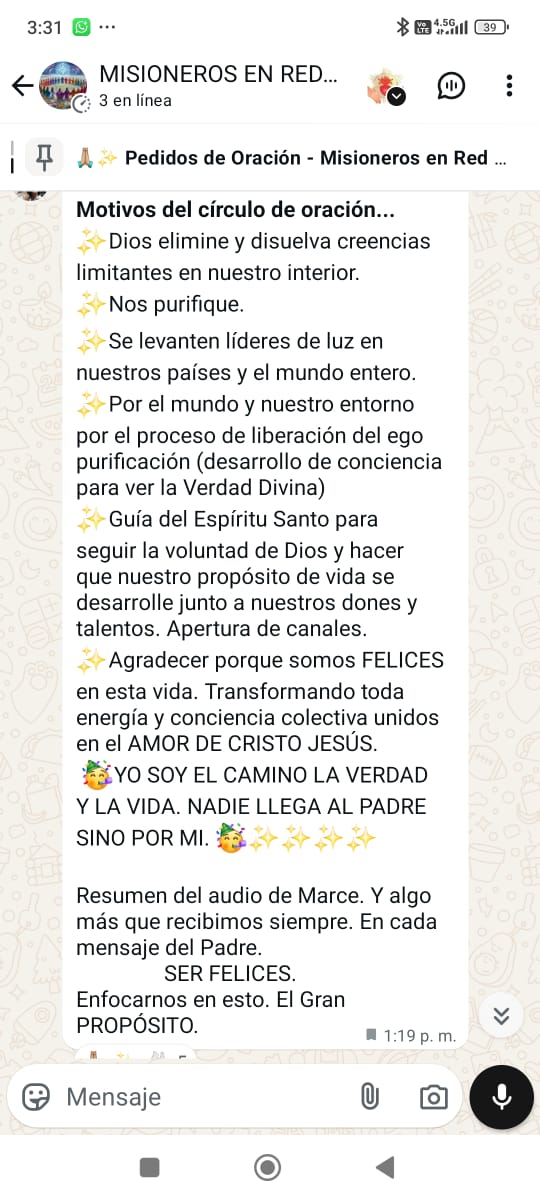 3:31
4.5G
39
MISIONEROS EN RED...
3 en línea
🙏🏽✨ Pedidos de Oración - Misioneros en Red ...
Motivos del círculo de oración...
✨Dios elimine y disuelva creencias
limitantes en nuestro interior.
✨Nos purifique.
✨Se levanten líderes de luz en
nuestros países y el mundo entero.
✨Por el mundo y nuestro entorno
por el proceso de liberación del ego
purificación (desarrollo de conciencia
para ver la Verdad Divina)
✨Guía del Espíritu Santo para
seguir la voluntad de Dios y hacer
que nuestro propósito de vida se
desarrolle junto a nuestros dones y
talentos. Apertura de canales.
✨Agradecer porque somos FELICES
en esta vida. Transformando toda
energía y conciencia colectiva unidos
en el AMOR DE CRISTO JESÚS.
🥳YO SOY EL CAMINO LA VERDAD
Y LA VIDA. NADIE LLEGA AL PADRE
SINO POR MI. 🥳✨✨✨✨
Resumen del audio de Marce. Y algo
más que recibimos siempre. En cada
mensaje del Padre.
SER FELICES.
Enfocarnos en esto. El Gran
PROPÓSITO.
1:19 p. m.
Mensaje